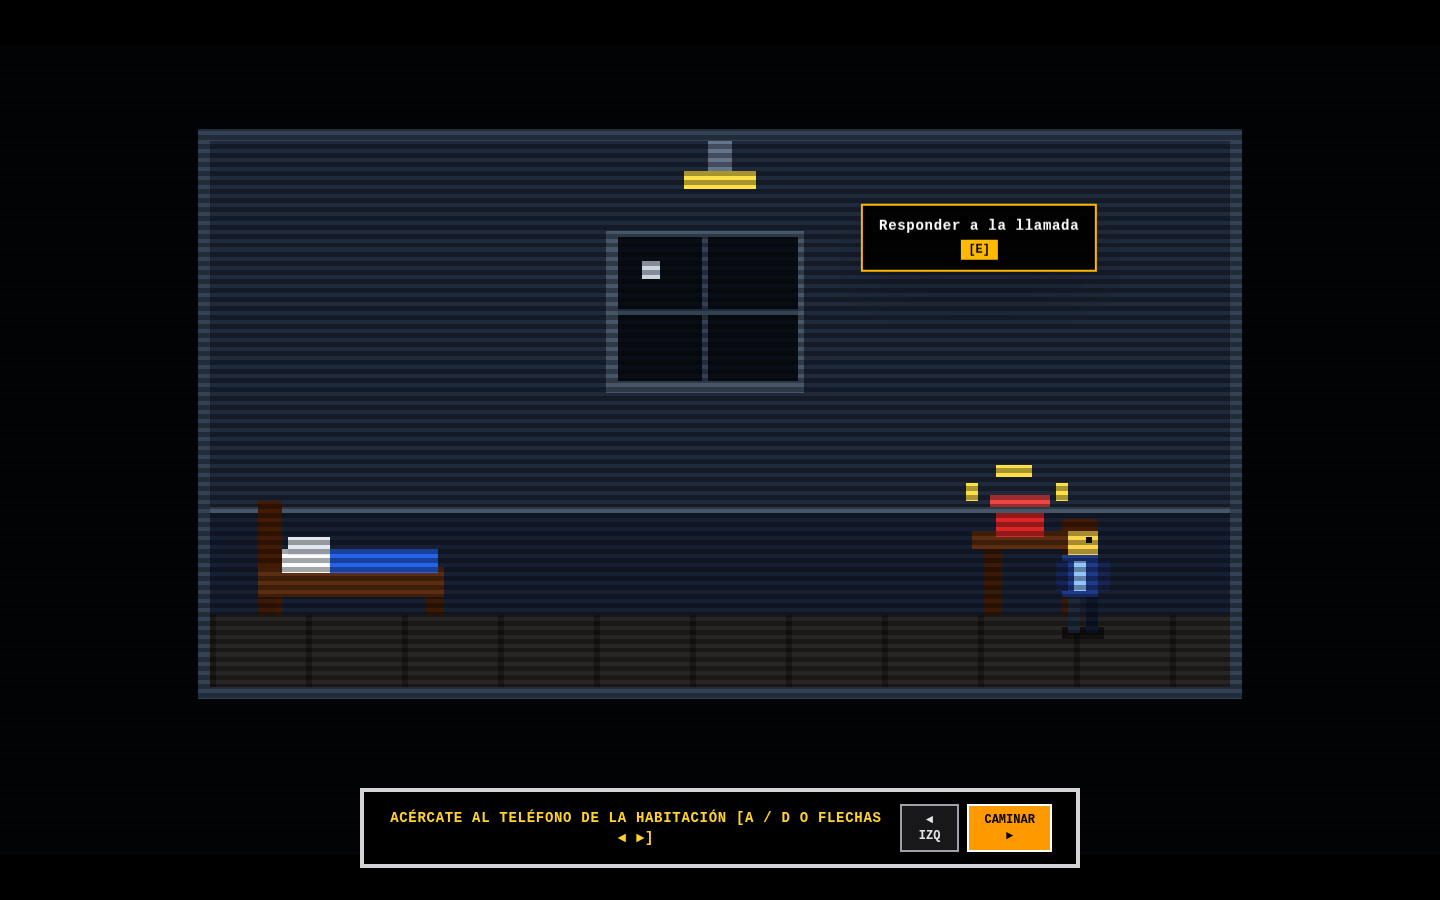 Responder a la llamada
[E]
ACÉRCATE AL TELÉFONO DE LA HABITACIÓN [A / D O FLECHAS
◄ ►]
◄
IZQ
CAMINAR
►